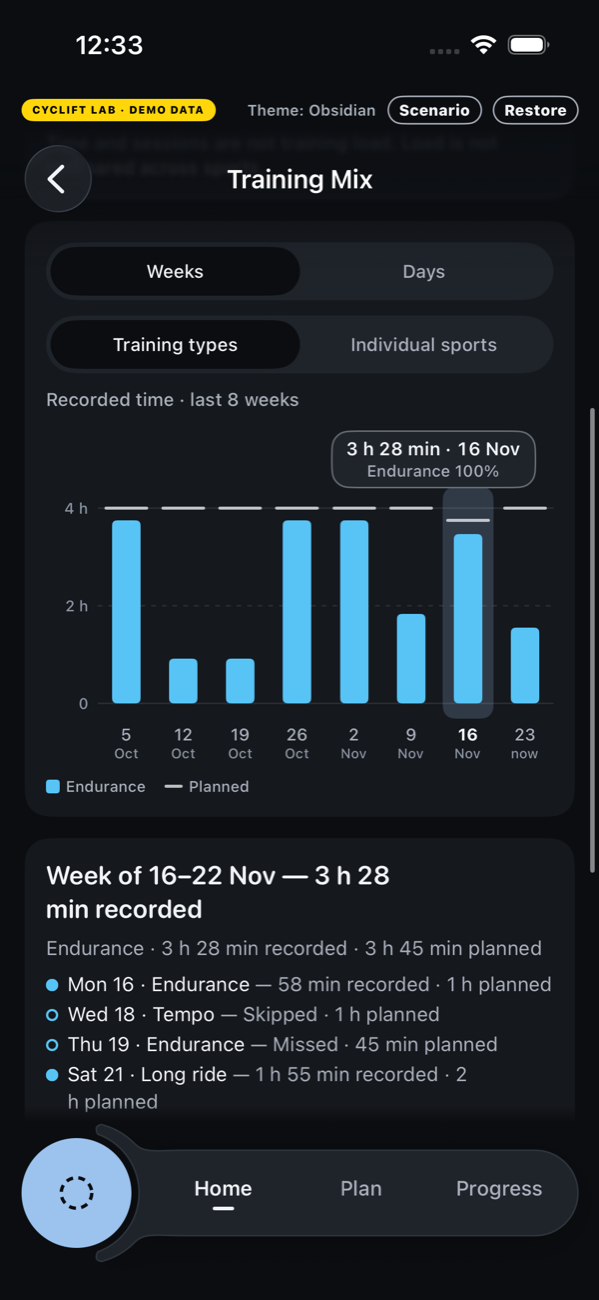 12:33
CYCLIFT LAB · DEMO DATA Theme: Obsidian Scenario Restore
Training Mix
Weeks Days
Training types Individual sports
Recorded time · last 8 weeks
3 h 28 min · 16 Nov
Endurance 100%
4 h
2 h
0
5 12 19 26 2 9 16 23
Oct Oct Oct Oct Nov Nov Nov now
Endurance Planned
Week of 16–22 Nov — 3 h 28
min recorded
Endurance · 3 h 28 min recorded · 3 h 45 min planned
Mon 16 · Endurance — 58 min recorded · 1 h planned
Wed 18 · Tempo — Skipped · 1 h planned
Thu 19 · Endurance — Missed · 45 min planned
Sat 21 · Long ride — 1 h 55 min recorded · 2
h planned
Home Plan Progress